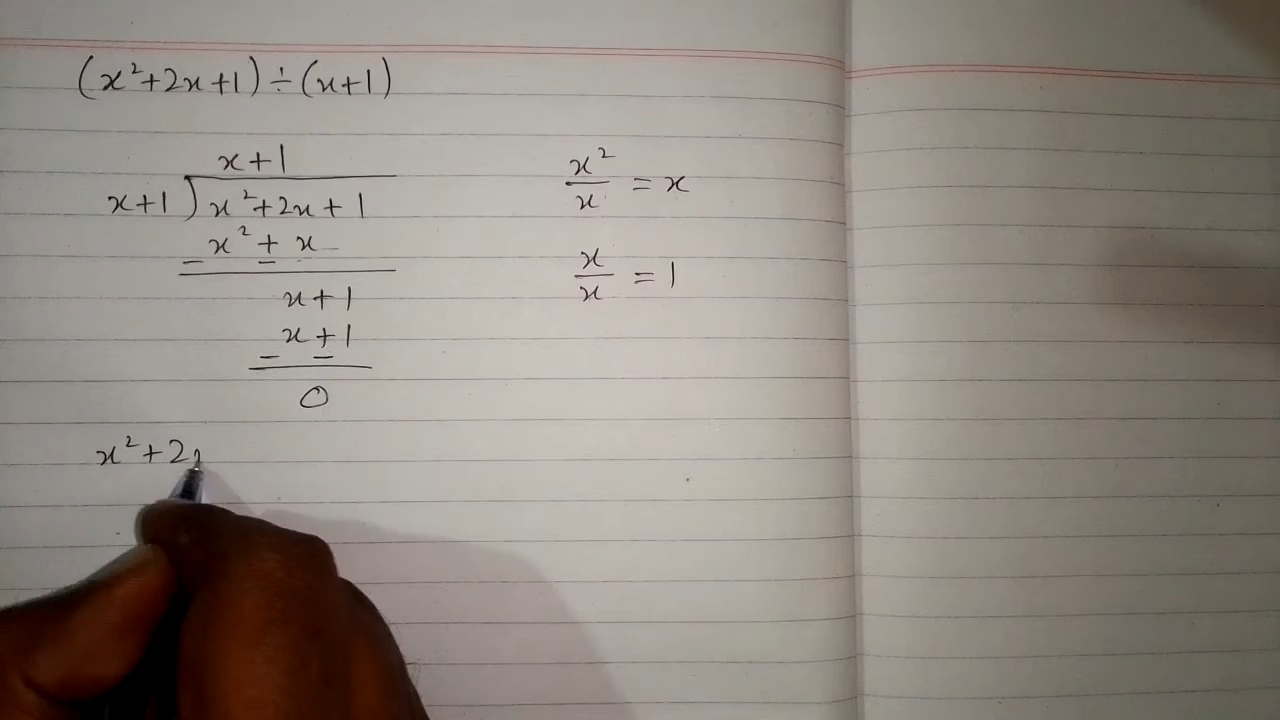 (x²+2x+1)÷(x+1)
x+1
x+1)x²+2x+1
x²+x
− −
x+1
x+1
− −
0
x²+2
x²/x = x
x/x = 1